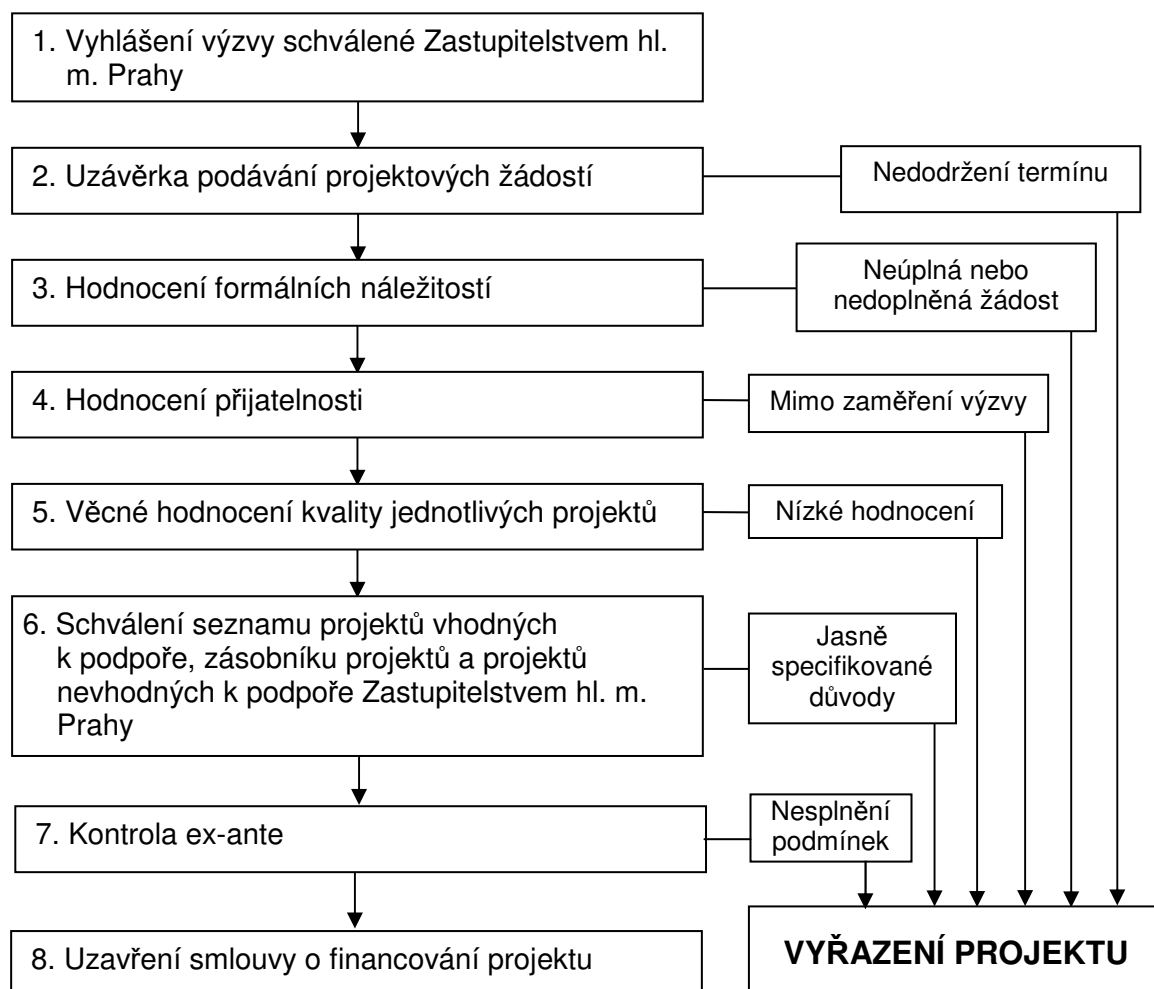 1. Vyhlášení výzvy schválené Zastupitelstvem hl.
m. Prahy
2. Uzávěrka podávání projektových žádostí
Nedodržení termínu
3. Hodnocení formálních náležitostí
Neúplná nebo
nedoplněná žádost
4. Hodnocení přijatelnosti
Mimo zaměření výzvy
5. Věcné hodnocení kvality jednotlivých projektů
Nízké hodnocení
6. Schválení seznamu projektů vhodných
k podpoře, zásobníku projektů a projektů
nevhodných k podpoře Zastupitelstvem hl. m.
Prahy
Jasně
specifikované
důvody
7. Kontrola ex-ante
Nesplnění
podmínek
8. Uzavření smlouvy o financování projektu
VYŘAZENÍ PROJEKTU